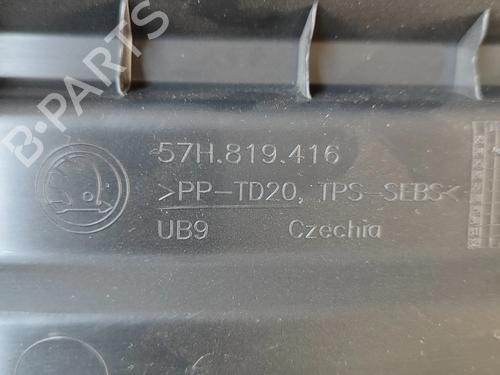 B-PARTS
57H.819.416
>PP-TD20, TPS-SEBS<
UB9 Czechia